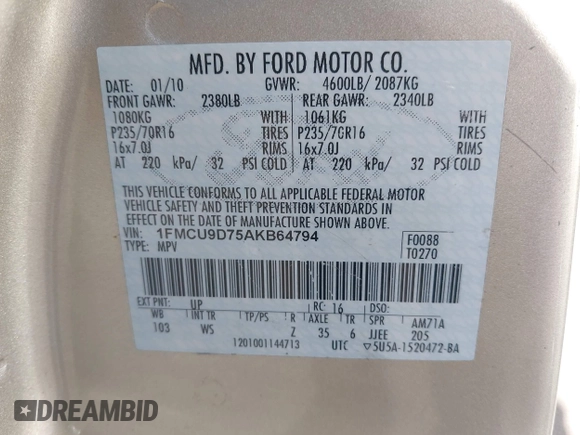 MFD. BY FORD MOTOR CO.
DATE: 01/10 GVWR: 4600LB/ 2087KG
FRONT GAWR: 2380LB REAR GAWR: 2340LB
1080KG WITH 1061KG WITH
P235/70R16 TIRES P235/70R16 TIRES
16x7.0J RIMS 16x7.0J RIMS
AT 220 kPa/ 32 PSI COLD AT 220 kPa/ 32 PSI COLD
THIS VEHICLE CONFORMS TO ALL APPLICABLE FEDERAL MOTOR
VEHICLE SAFETY AND THEFT PREVENTION STANDARDS IN
EFFECT ON THE DATE OF MANUFACTURE SHOWN ABOVE.
VIN: 1FMCU9D75AKB64794 F0088
TYPE: MPV T0270
EXT PNT: UP RC: 16 DSO:
WB INT TR TP/PS R AXLE TR SPR AM71A
103 WS Z 35 6 JJEE 205
1201001144713 UTC ▽5U5A-1520472-BA
DREAMBID